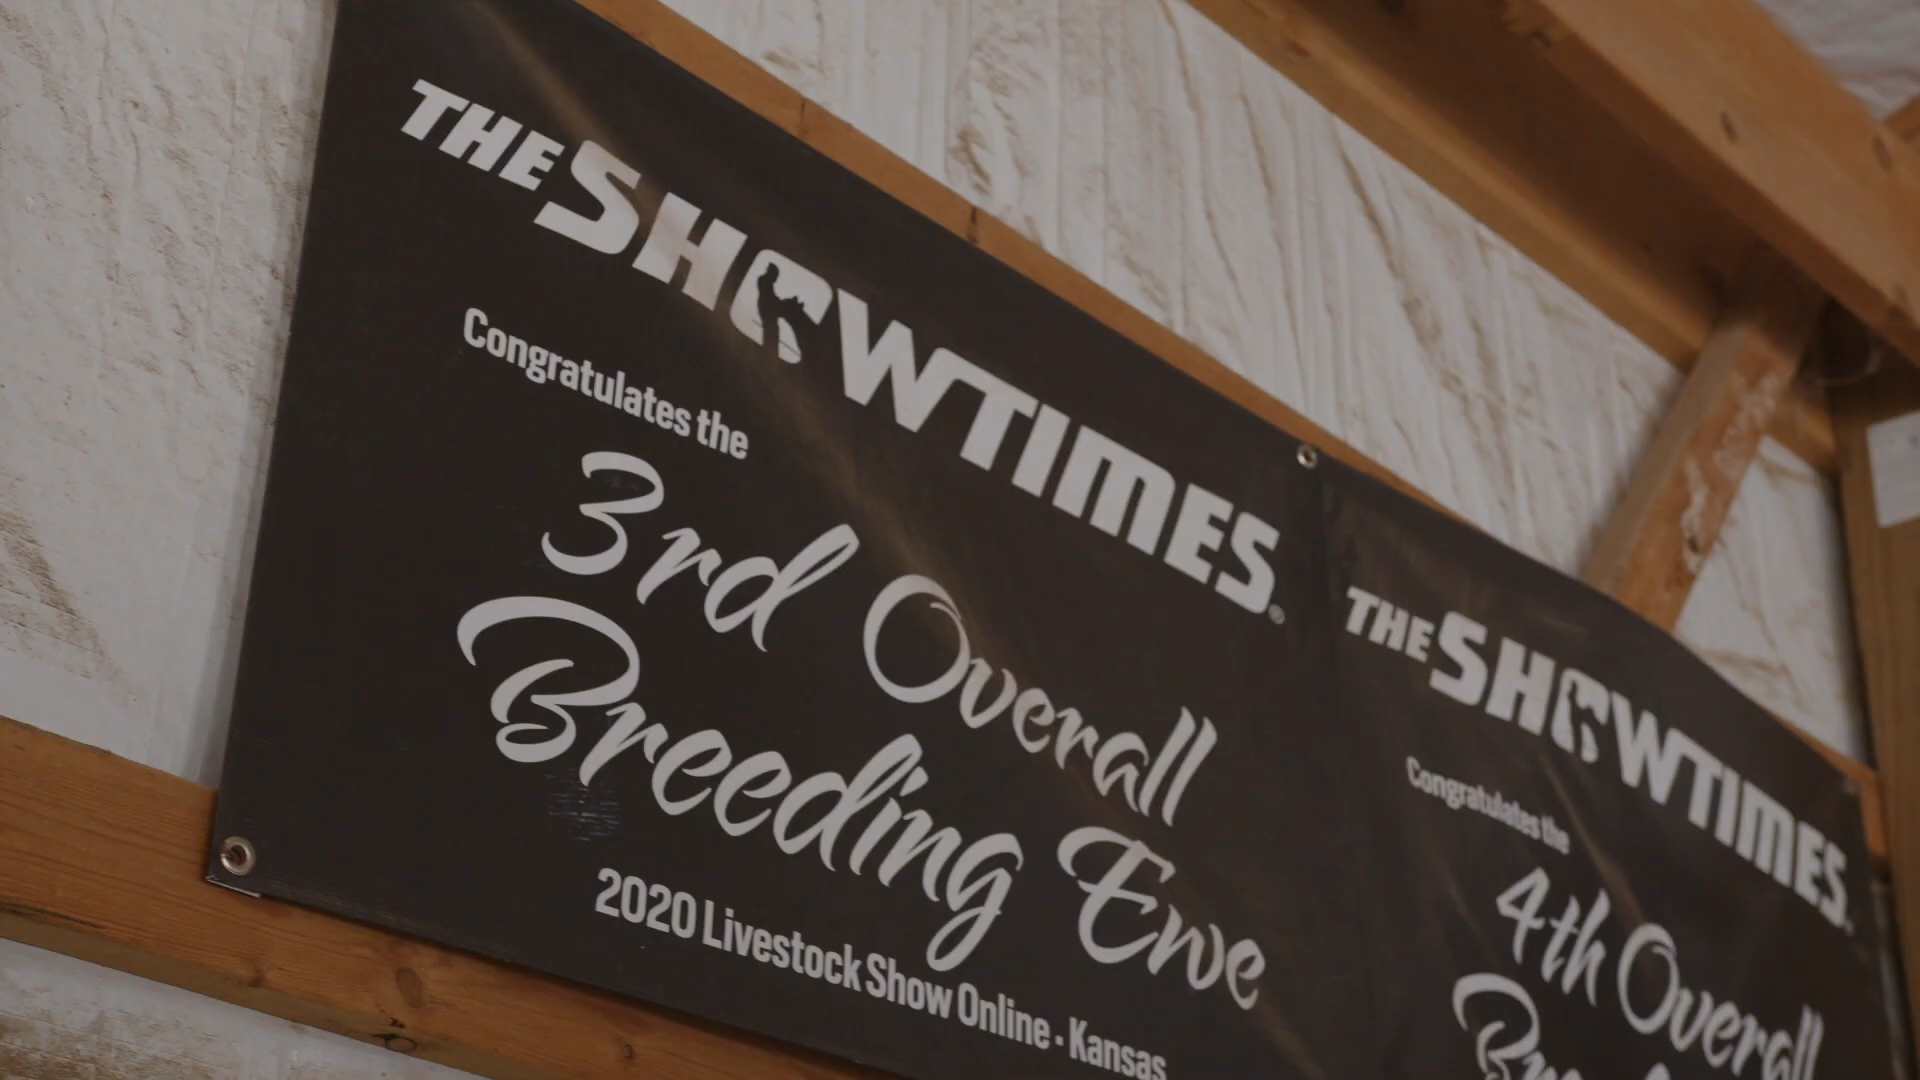 THE SHOWTIMES®
Congratulates the
3rd Overall
Breeding Ewe
2020 Livestock Show Online · Kansas
THE SHOWTIMES
Congratulates the
4th Overall